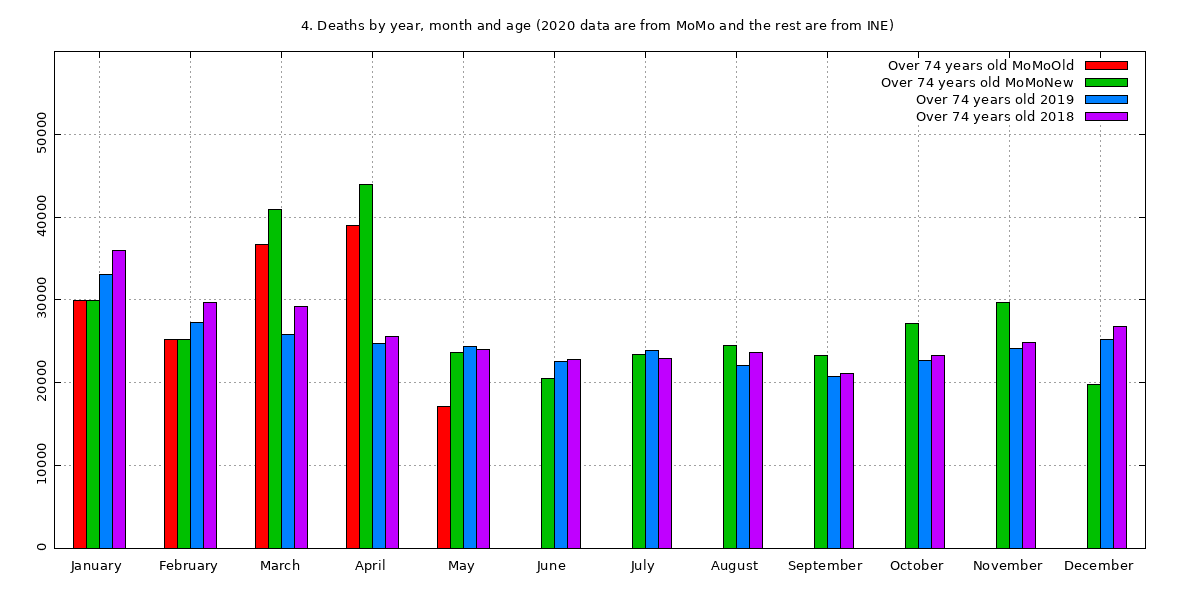 4. Deaths by year, month and age (2020 data are from MoMo and the rest are from INE)
Over 74 years old MoMoOld
Over 74 years old MoMoNew
Over 74 years old 2019
Over 74 years old 2018
50000
40000
30000
20000
10000
0
January February March April May June July August September October November December